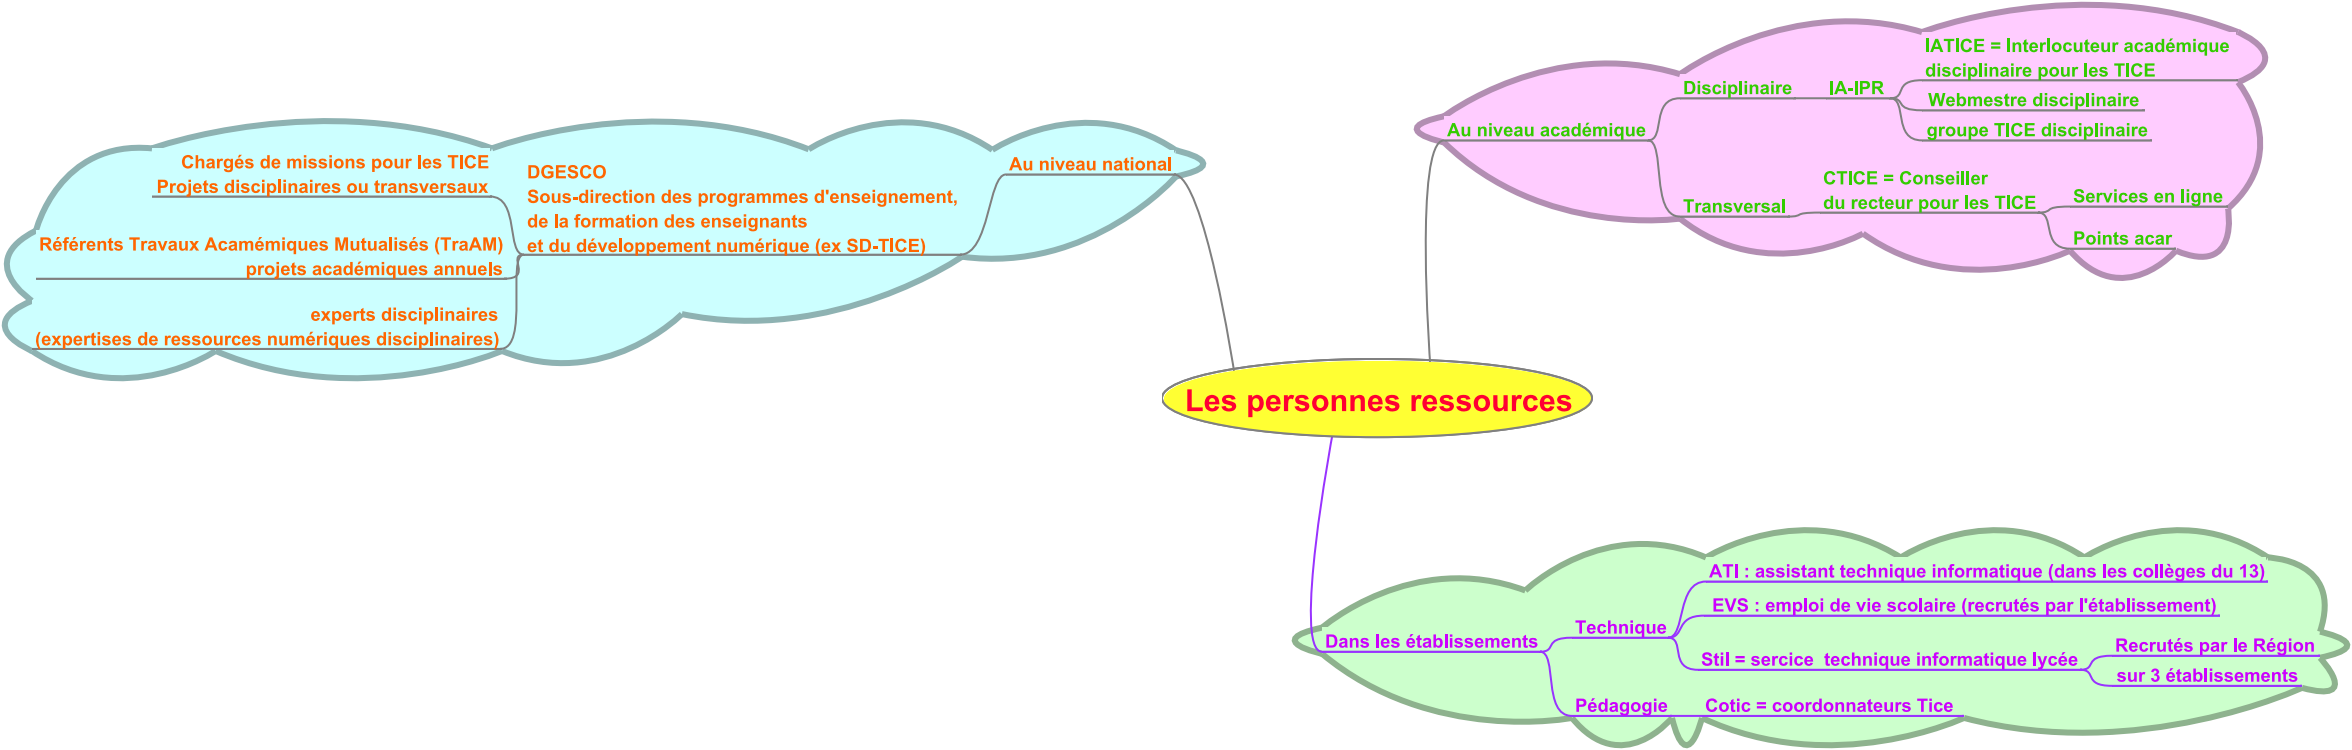 Les personnes ressources
Au niveau national
DGESCO
Sous-direction des programmes d'enseignement,
de la formation des enseignants
et du développement numérique (ex SD-TICE)
Chargés de missions pour les TICE
Projets disciplinaires ou transversaux
Référents Travaux Acamémiques Mutualisés (TraAM)
projets académiques annuels
experts disciplinaires
(expertises de ressources numériques disciplinaires)
Au niveau académique
Disciplinaire
IA-IPR
IATICE = Interlocuteur académique
disciplinaire pour les TICE
Webmestre disciplinaire
groupe TICE disciplinaire
Transversal
CTICE = Conseiller
du recteur pour les TICE
Services en ligne
Points acar
Dans les établissements
Technique
ATI : assistant technique informatique (dans les collèges du 13)
EVS : emploi de vie scolaire (recrutés par l'établissement)
Stil = sercice  technique informatique lycée
Recrutés par le Région
sur 3 établissements
Pédagogie
Cotic = coordonnateurs Tice